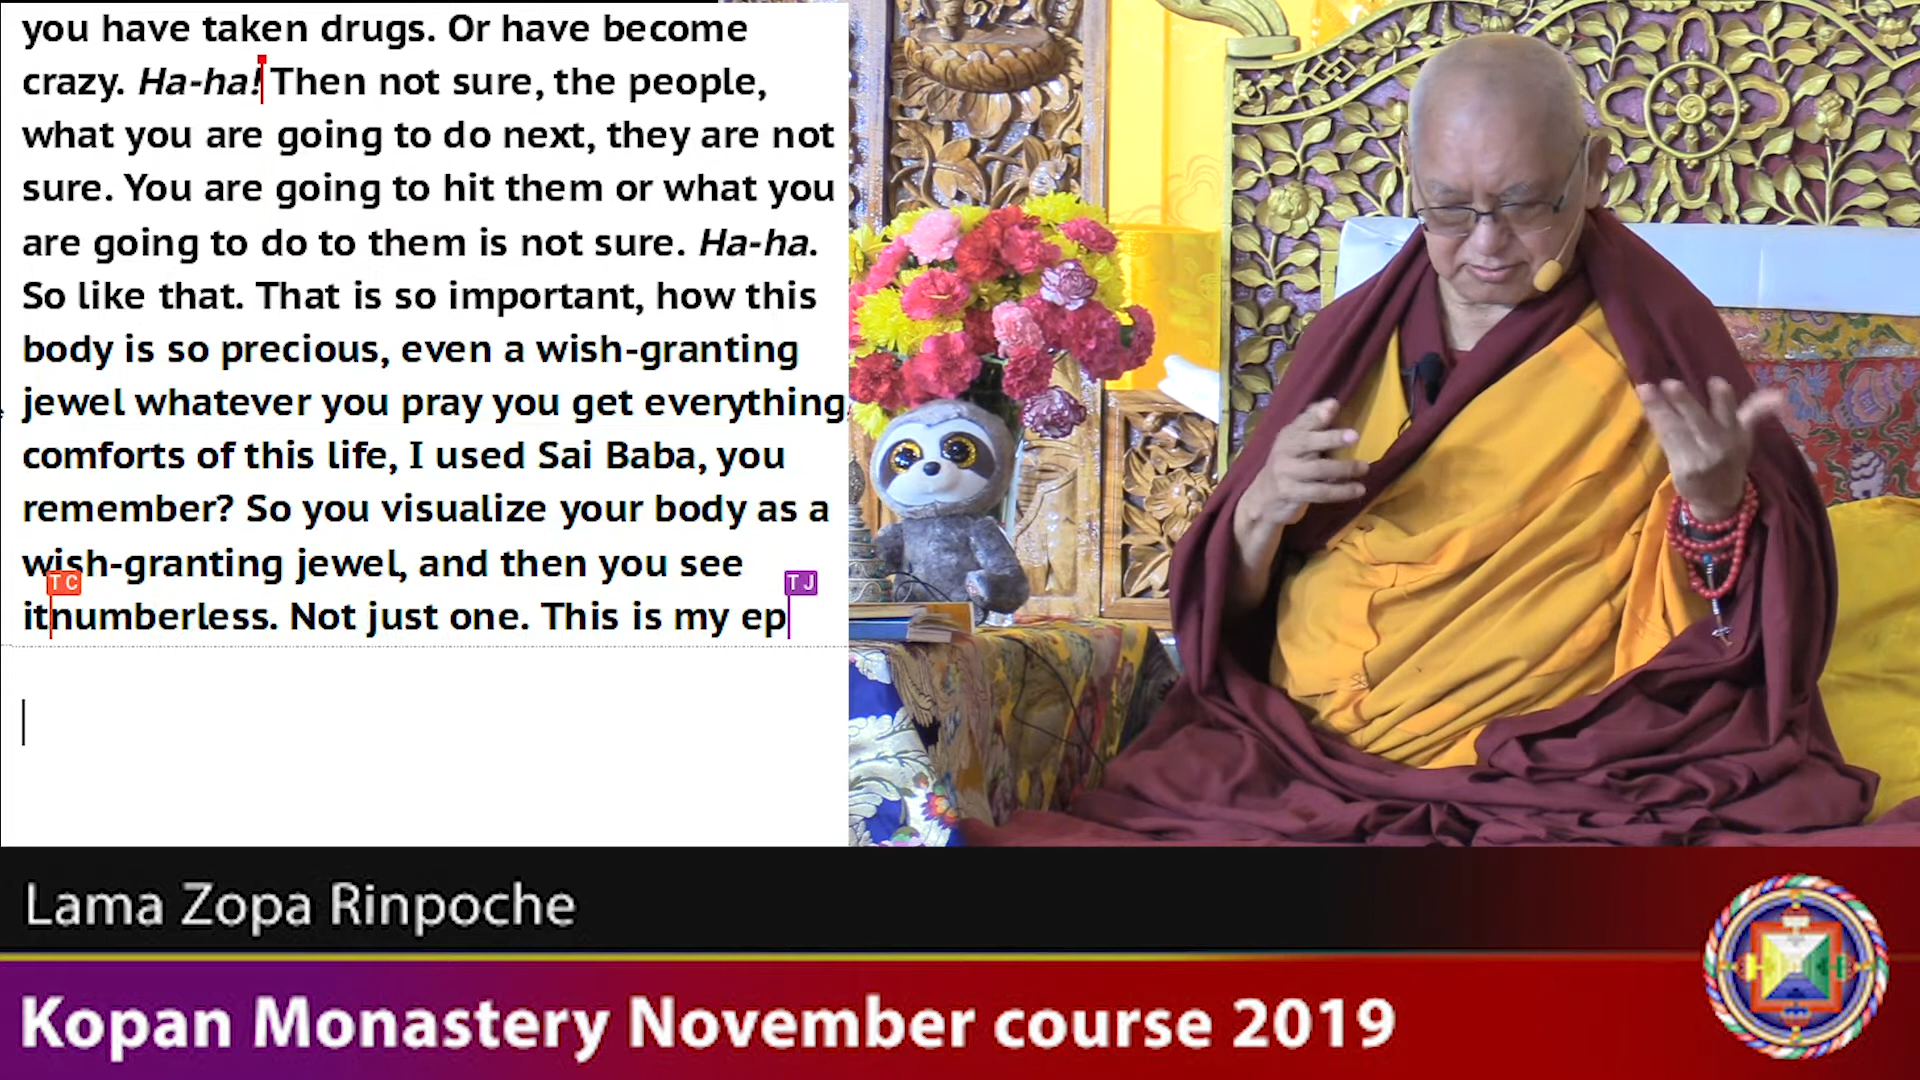 you have taken drugs. Or have become
crazy. Ha-ha! Then not sure, the people,
what you are going to do next, they are not
sure. You are going to hit them or what you
are going to do to them is not sure. Ha-ha.
So like that. That is so important, how this
body is so precious, even a wish-granting
jewel whatever you pray you get everything,
comforts of this life, I used Sai Baba, you
remember? So you visualize your body as a
wish-granting jewel, and then you see
TC TJ
itnumberless. Not just one. This is my ep
Lama Zopa Rinpoche
Kopan Monastery November course 2019